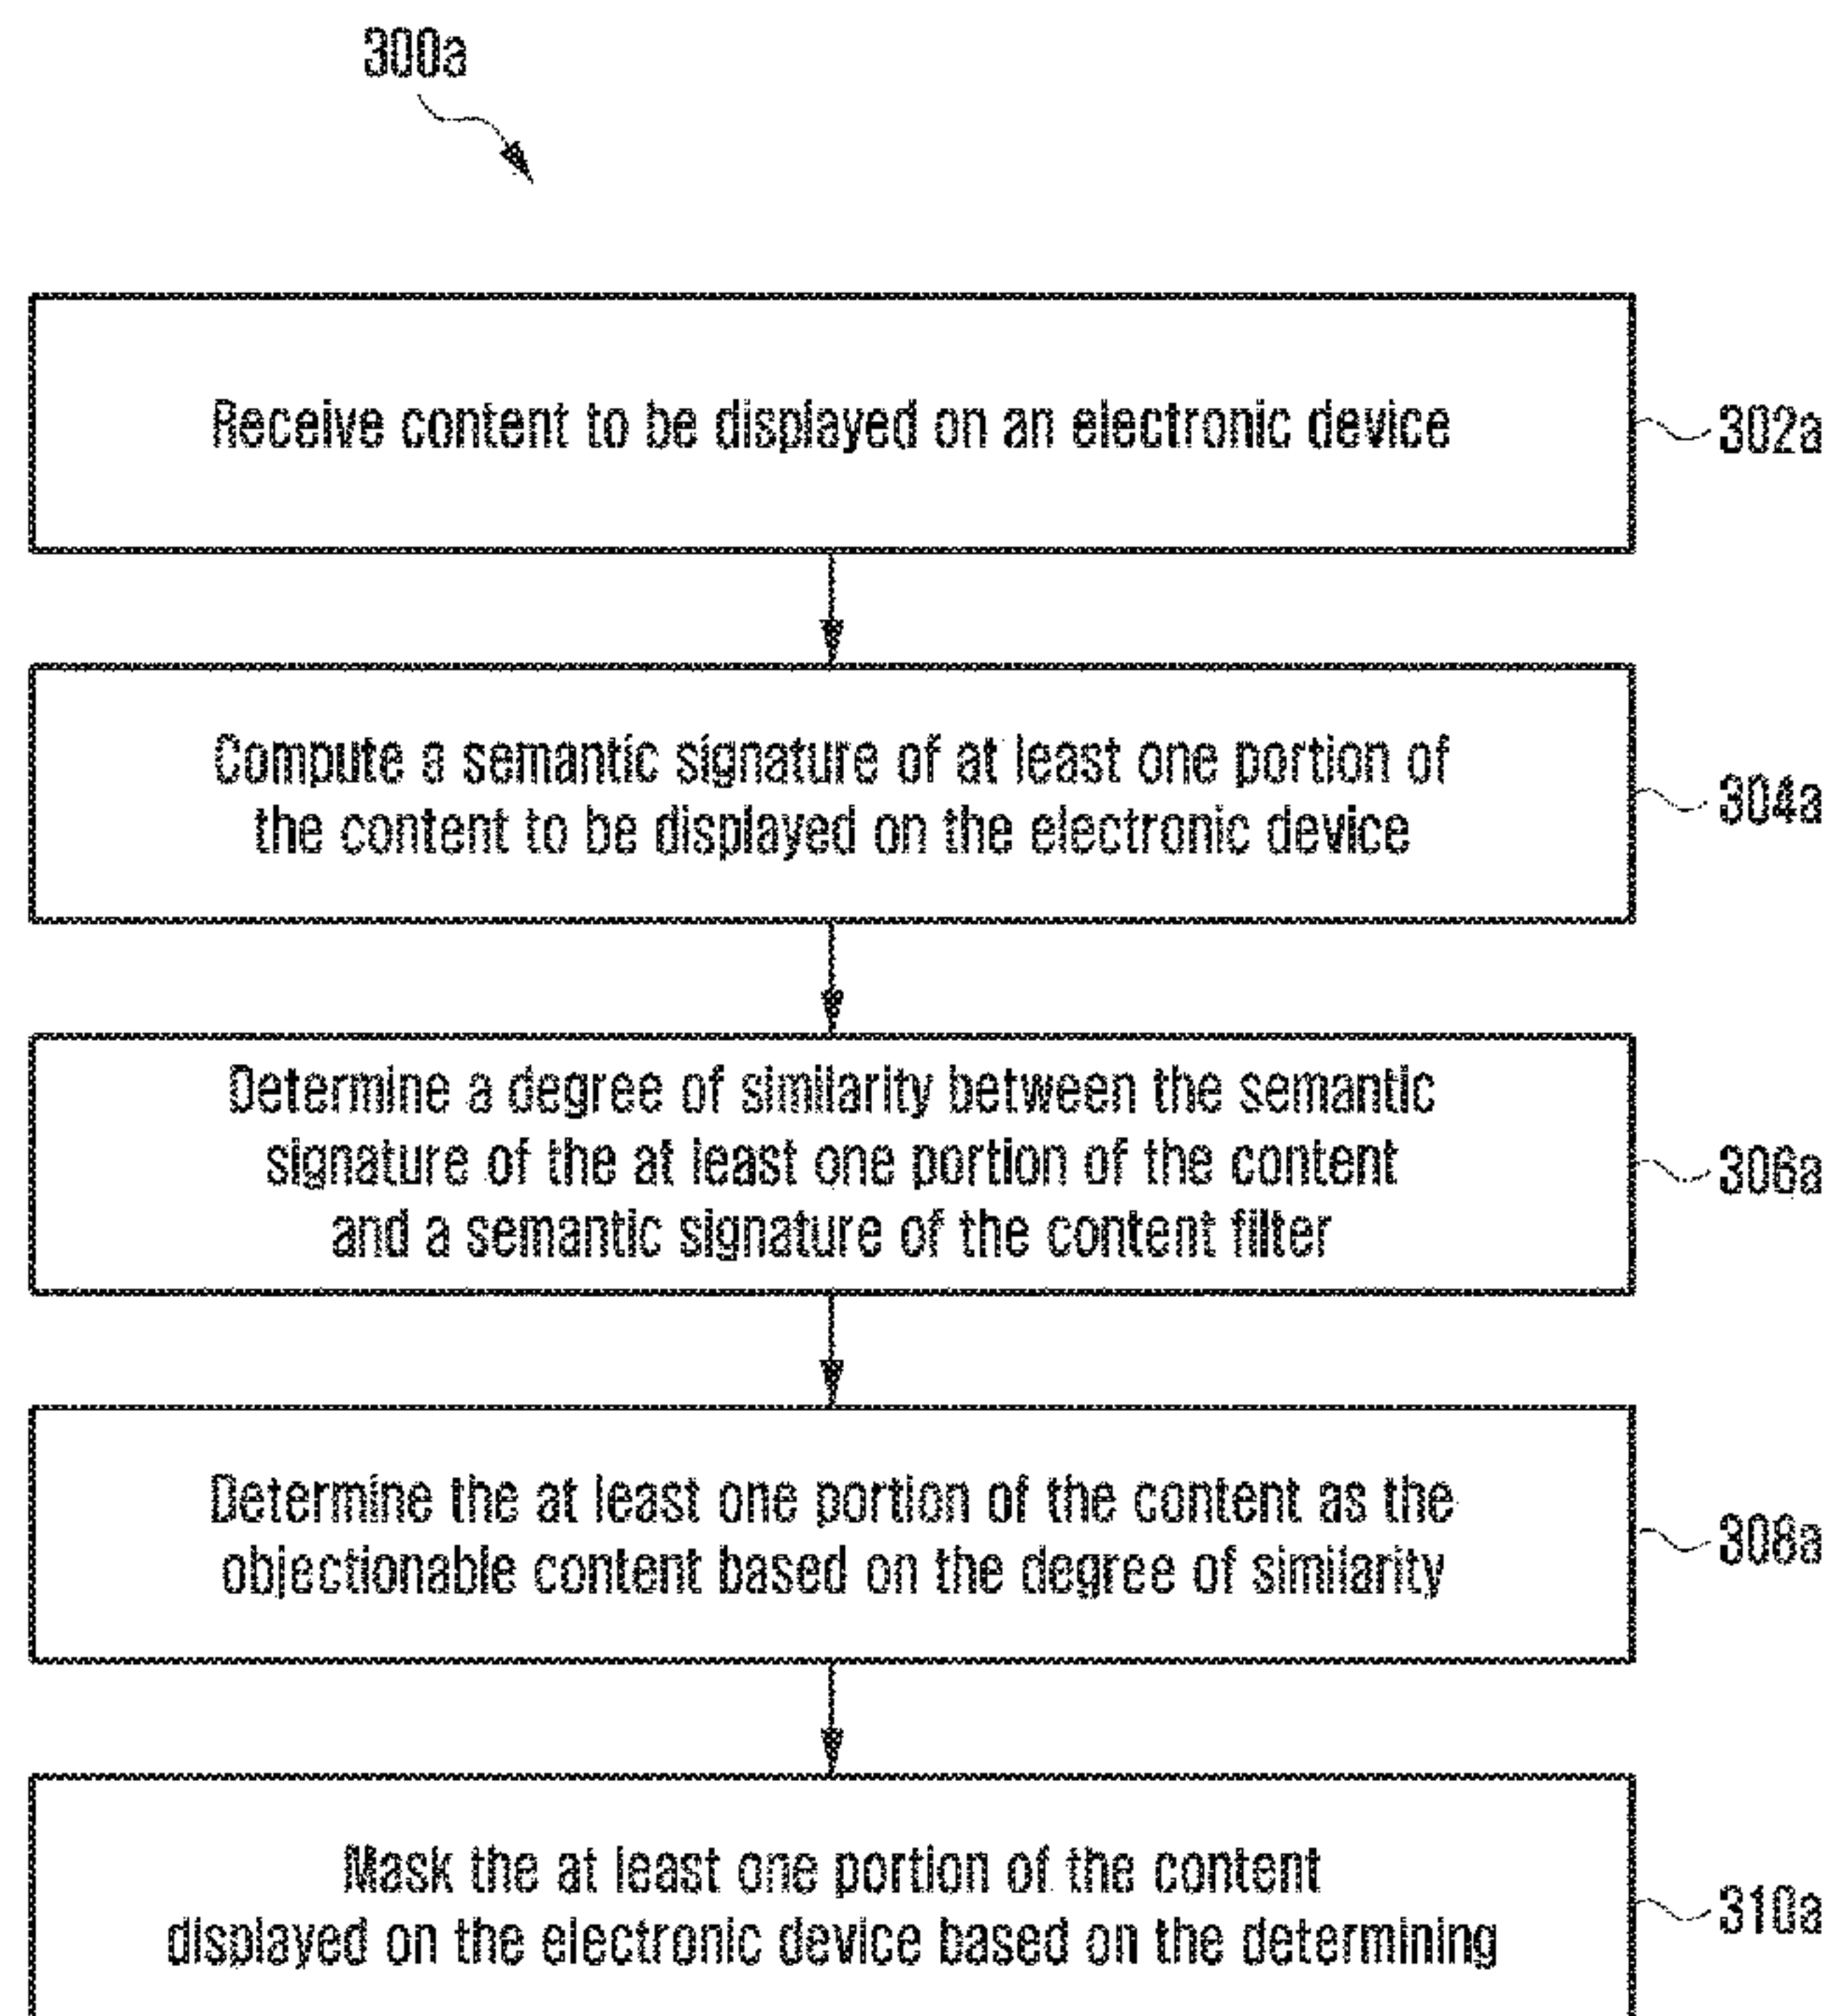 300a
Receive content to be displayed on an electronic device
302a
Compute a semantic signature of at least one portion of
the content to be displayed on the electronic device
304a
Determine a degree of similarity between the semantic
signature of the at least one portion of the content
and a semantic signature of the content filter
306a
Determine the at least one portion of the content as the
objectionable content based on the degree of similarity
308a
Mask the at least one portion of the content
displayed on the electronic device based on the determining
310a